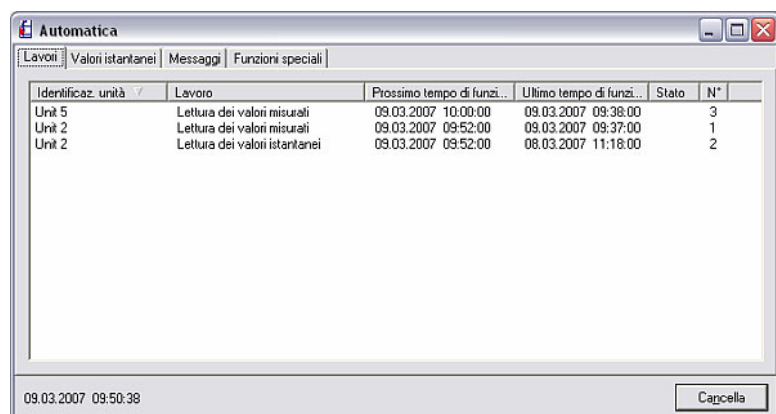 Automatica
Lavori Valori istantanei Messaggi Funzioni speciali
Identificaz. unità Lavoro Prossimo tempo di funzi... Ultimo tempo di funzi... Stato N°
Unit 5 Lettura dei valori misurati 09.03.2007 10:00:00 09.03.2007 09:38:00 3
Unit 2 Lettura dei valori misurati 09.03.2007 09:52:00 09.03.2007 09:37:00 1
Unit 2 Lettura dei valori istantanei 09.03.2007 09:52:00 08.03.2007 11:18:00 2
09.03.2007 09:50:38 Cancella